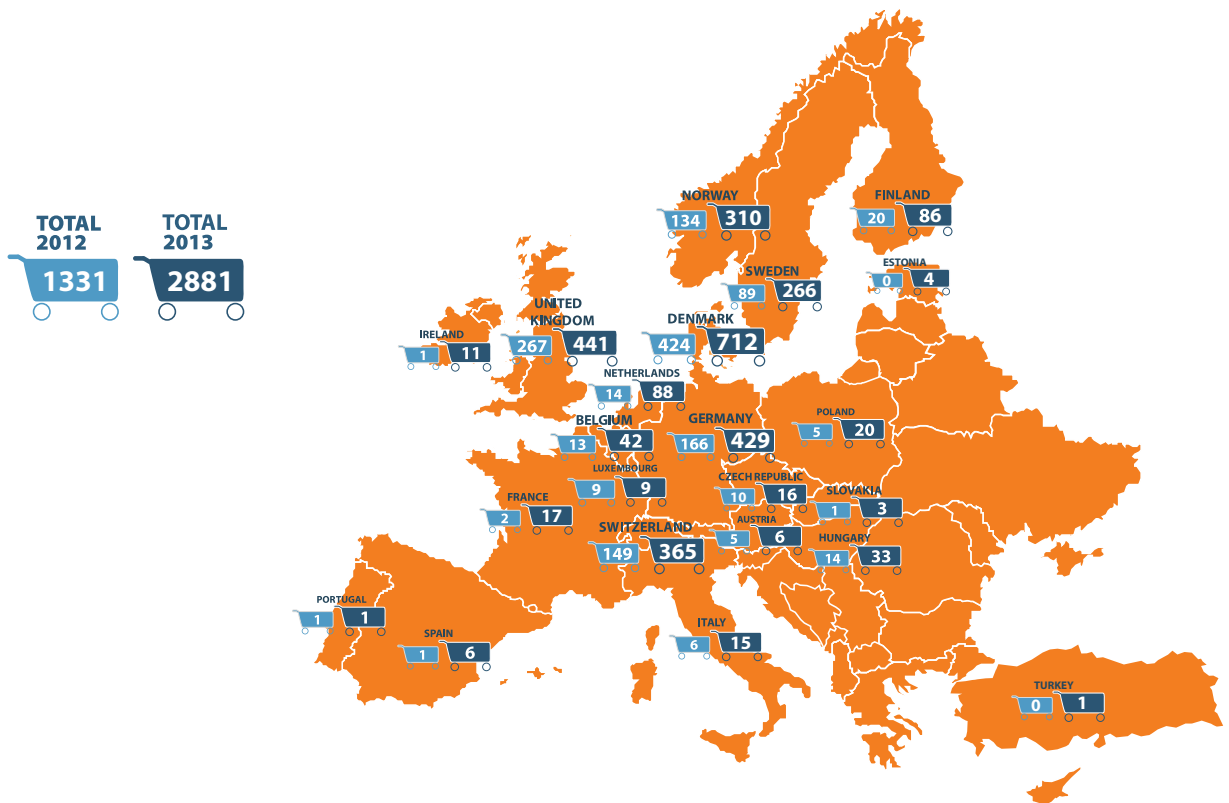 TOTAL
2012
1331
TOTAL
2013
2881
NORWAY
134 310
FINLAND
20 86
ESTONIA
0 4
SWEDEN
89 266
UNITED
KINGDOM
267 441
DENMARK
424 712
IRELAND
1 11
NETHERLANDS
14 88
BELGIUM
13 42
GERMANY
166 429
POLAND
5 20
LUXEMBOURG
9 9
CZECH REPUBLIC
10 16
SLOVAKIA
1 3
FRANCE
2 17
SWITZERLAND
149 365
AUSTRIA
5 6
HUNGARY
14 33
PORTUGAL
1 1
SPAIN
1 6
ITALY
6 15
TURKEY
0 1